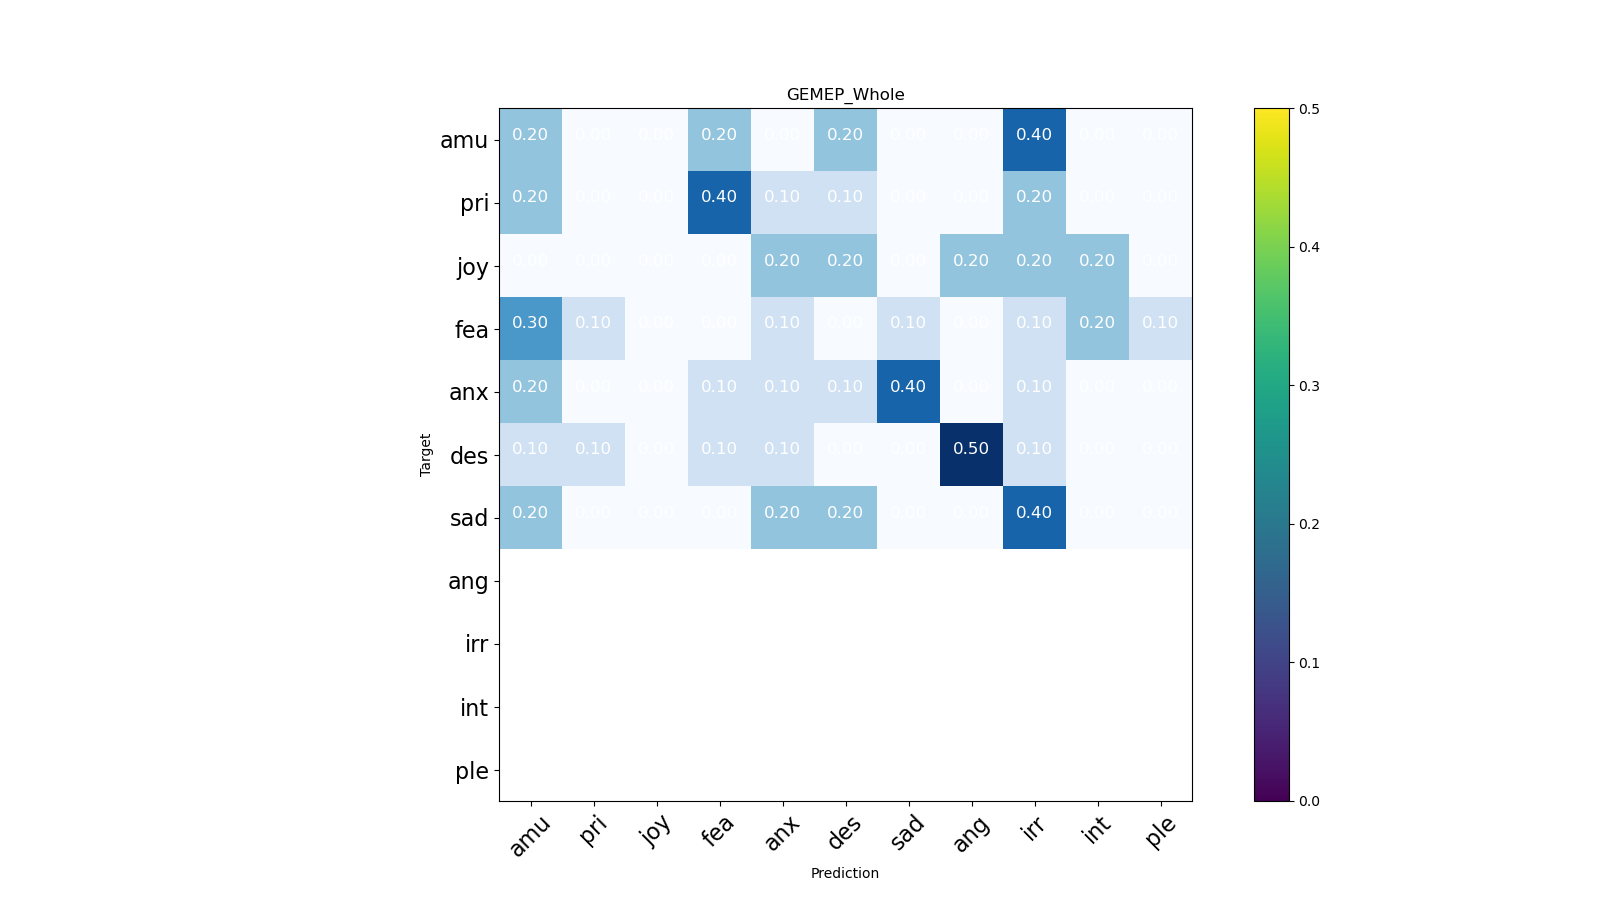 GEMEP_Whole
amu 0.20 0.00 0.00 0.20 0.00 0.20 0.00 0.00 0.40 0.00 0.00
pri 0.20 0.00 0.00 0.40 0.10 0.10 0.00 0.00 0.20 0.00 0.00
joy 0.00 0.00 0.00 0.00 0.20 0.20 0.00 0.20 0.20 0.20 0.00
fea 0.30 0.10 0.00 0.00 0.10 0.00 0.10 0.00 0.10 0.20 0.10
anx 0.20 0.00 0.00 0.10 0.10 0.10 0.40 0.00 0.10 0.00 0.00
des 0.10 0.10 0.00 0.10 0.10 0.00 0.00 0.50 0.10 0.00 0.00
sad 0.20 0.00 0.00 0.00 0.20 0.20 0.00 0.00 0.40 0.00 0.00
ang
irr
int
ple
Target
amu pri joy fea anx des sad ang irr int ple
Prediction
0.5
0.4
0.3
0.2
0.1
0.0